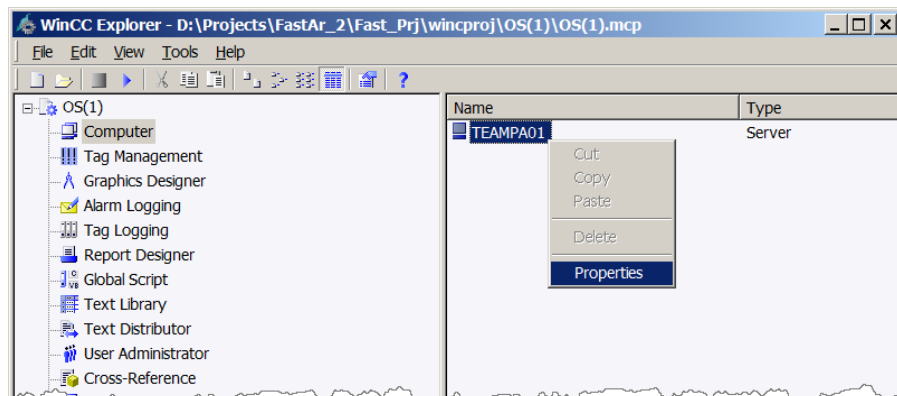 WinCC Explorer - D:\Projects\FastAr_2\Fast_Prj\wincproj\OS(1)\OS(1).mcp
File Edit View Tools Help
OS(1)
Computer
Tag Management
Graphics Designer
Alarm Logging
Tag Logging
Report Designer
Global Script
Text Library
Text Distributor
User Administrator
Cross-Reference
Name Type
TEAMPA01 Server
Cut
Copy
Paste
Delete
Properties